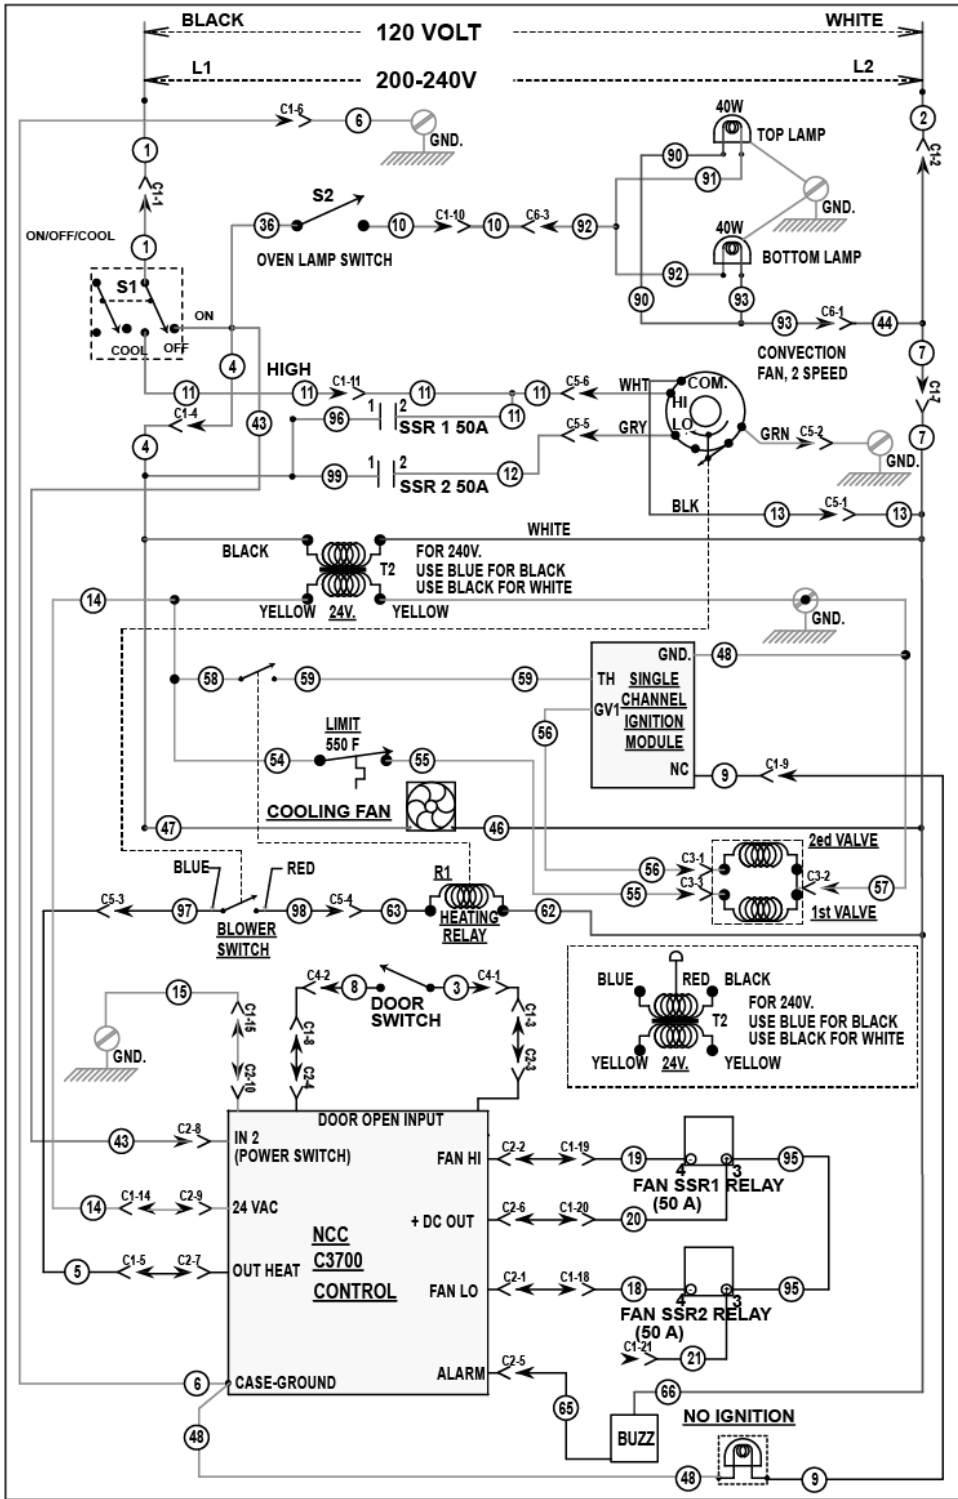 BLACK
WHITE
120 VOLT
L1
L2
200-240V
C1-6
6
GND.
40W
TOP LAMP
2
C1-2
1
C1-1
90
91
S2
36
10
C1-10
10
C6-3
92
GND.
ON/OFF/COOL
1
OVEN LAMP SWITCH
40W
BOTTOM LAMP
92
S1
90
93
ON
COOL
OFF
93
C6-1
44
4
CONVECTION
FAN, 2 SPEED
7
HIGH
C1-7
11
11
C1-11
11
11
C5-6
WHT
COM.
HI
C1-4
43
96
1
2
11
SSR 1 50A
C5-5
GRY
LO
GRN
C5-2
7
4
GND.
99
1
2
12
SSR 2 50A
BLK
13
C5-1
13
BLACK
WHITE
T2
FOR 240V.
USE BLUE FOR BLACK
USE BLACK FOR WHITE
14
YELLOW
24V.
YELLOW
GND.
GND.
48
58
59
59
TH
SINGLE
CHANNEL
IGNITION
MODULE
GV1
LIMIT
550 F
56
54
55
NC
9
C1-9
COOLING FAN
47
46
2ed VALVE
BLUE
RED
R1
56
C3-1
C3-2
57
55
C3-3
1st VALVE
C5-3
97
98
C5-4
63
62
BLOWER
SWITCH
HEATING
RELAY
C4-2
8
3
C4-1
DOOR
SWITCH
15
BLUE
RED
BLACK
C1-15
C1-8
C1-3
T2
FOR 240V.
USE BLUE FOR BLACK
USE BLACK FOR WHITE
GND.
C2-10
C2-4
C2-3
YELLOW
24V.
YELLOW
DOOR OPEN INPUT
43
C2-8
IN 2
(POWER SWITCH)
FAN HI
C2-2
C1-19
19
4
3
95
FAN SSR1 RELAY
(50 A)
14
C1-14
C2-9
24 VAC
+ DC OUT
C2-6
C1-20
20
NCC
C3700
CONTROL
5
C1-5
C2-7
OUT HEAT
FAN LO
C2-1
C1-18
18
4
3
95
FAN SSR2 RELAY
(50 A)
C1-21
21
6
CASE-GROUND
ALARM
C2-5
66
65
48
BUZZ
NO IGNITION
48
9